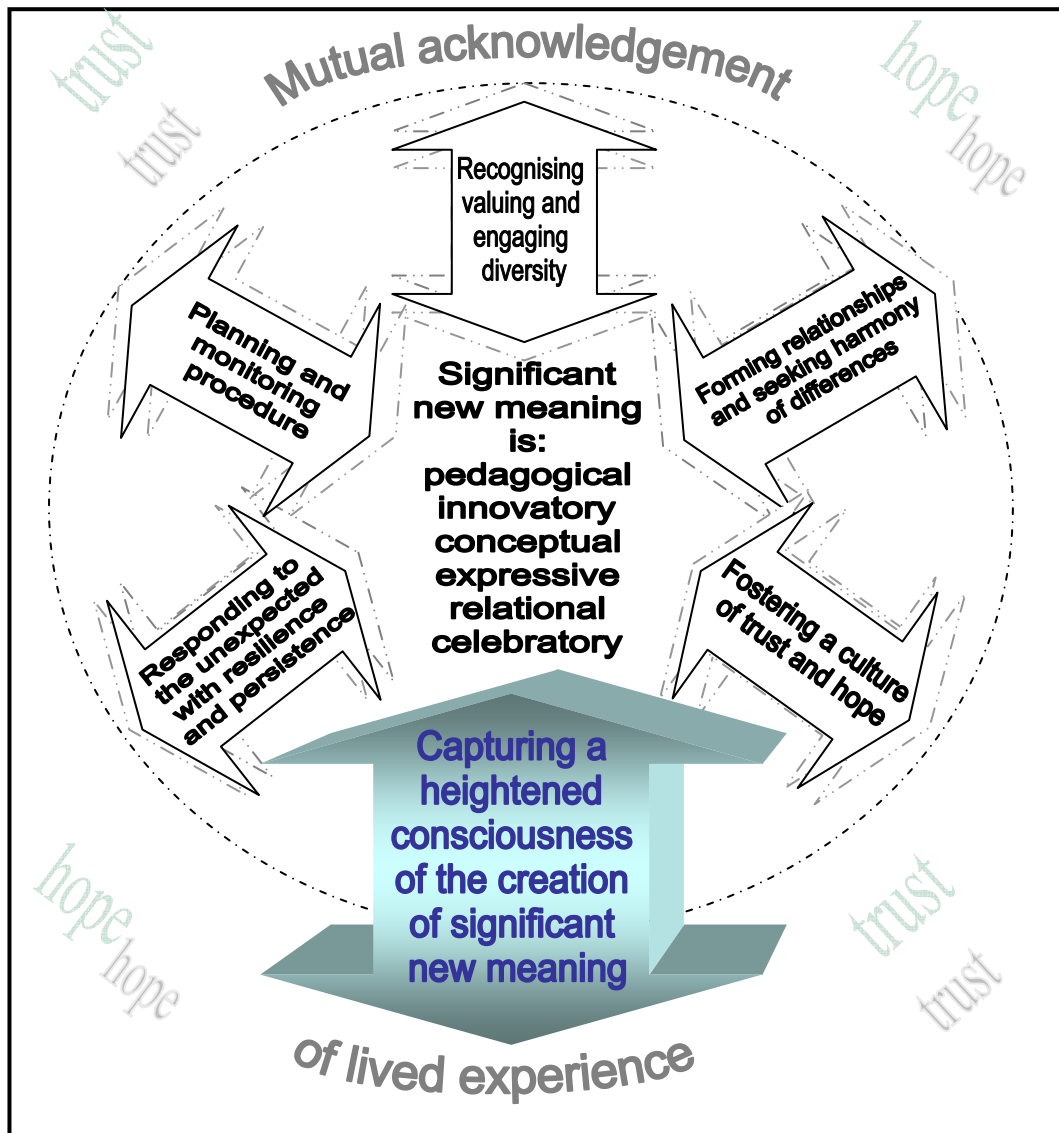 trust
trust
Mutual acknowledgement
hope
hope
Recognising
valuing and
engaging
diversity
Planning and
monitoring
procedure
Forming relationships
and seeking harmony
of differences
Significant
new meaning
is:
pedagogical
innovatory
conceptual
expressive
relational
celebratory
Responding to
the unexpected
with resilience
and persistence
Fostering a culture
of trust and hope
Capturing a
heightened
consciousness
of the creation
of significant
new meaning
hope
hope
trust
trust
of lived experience